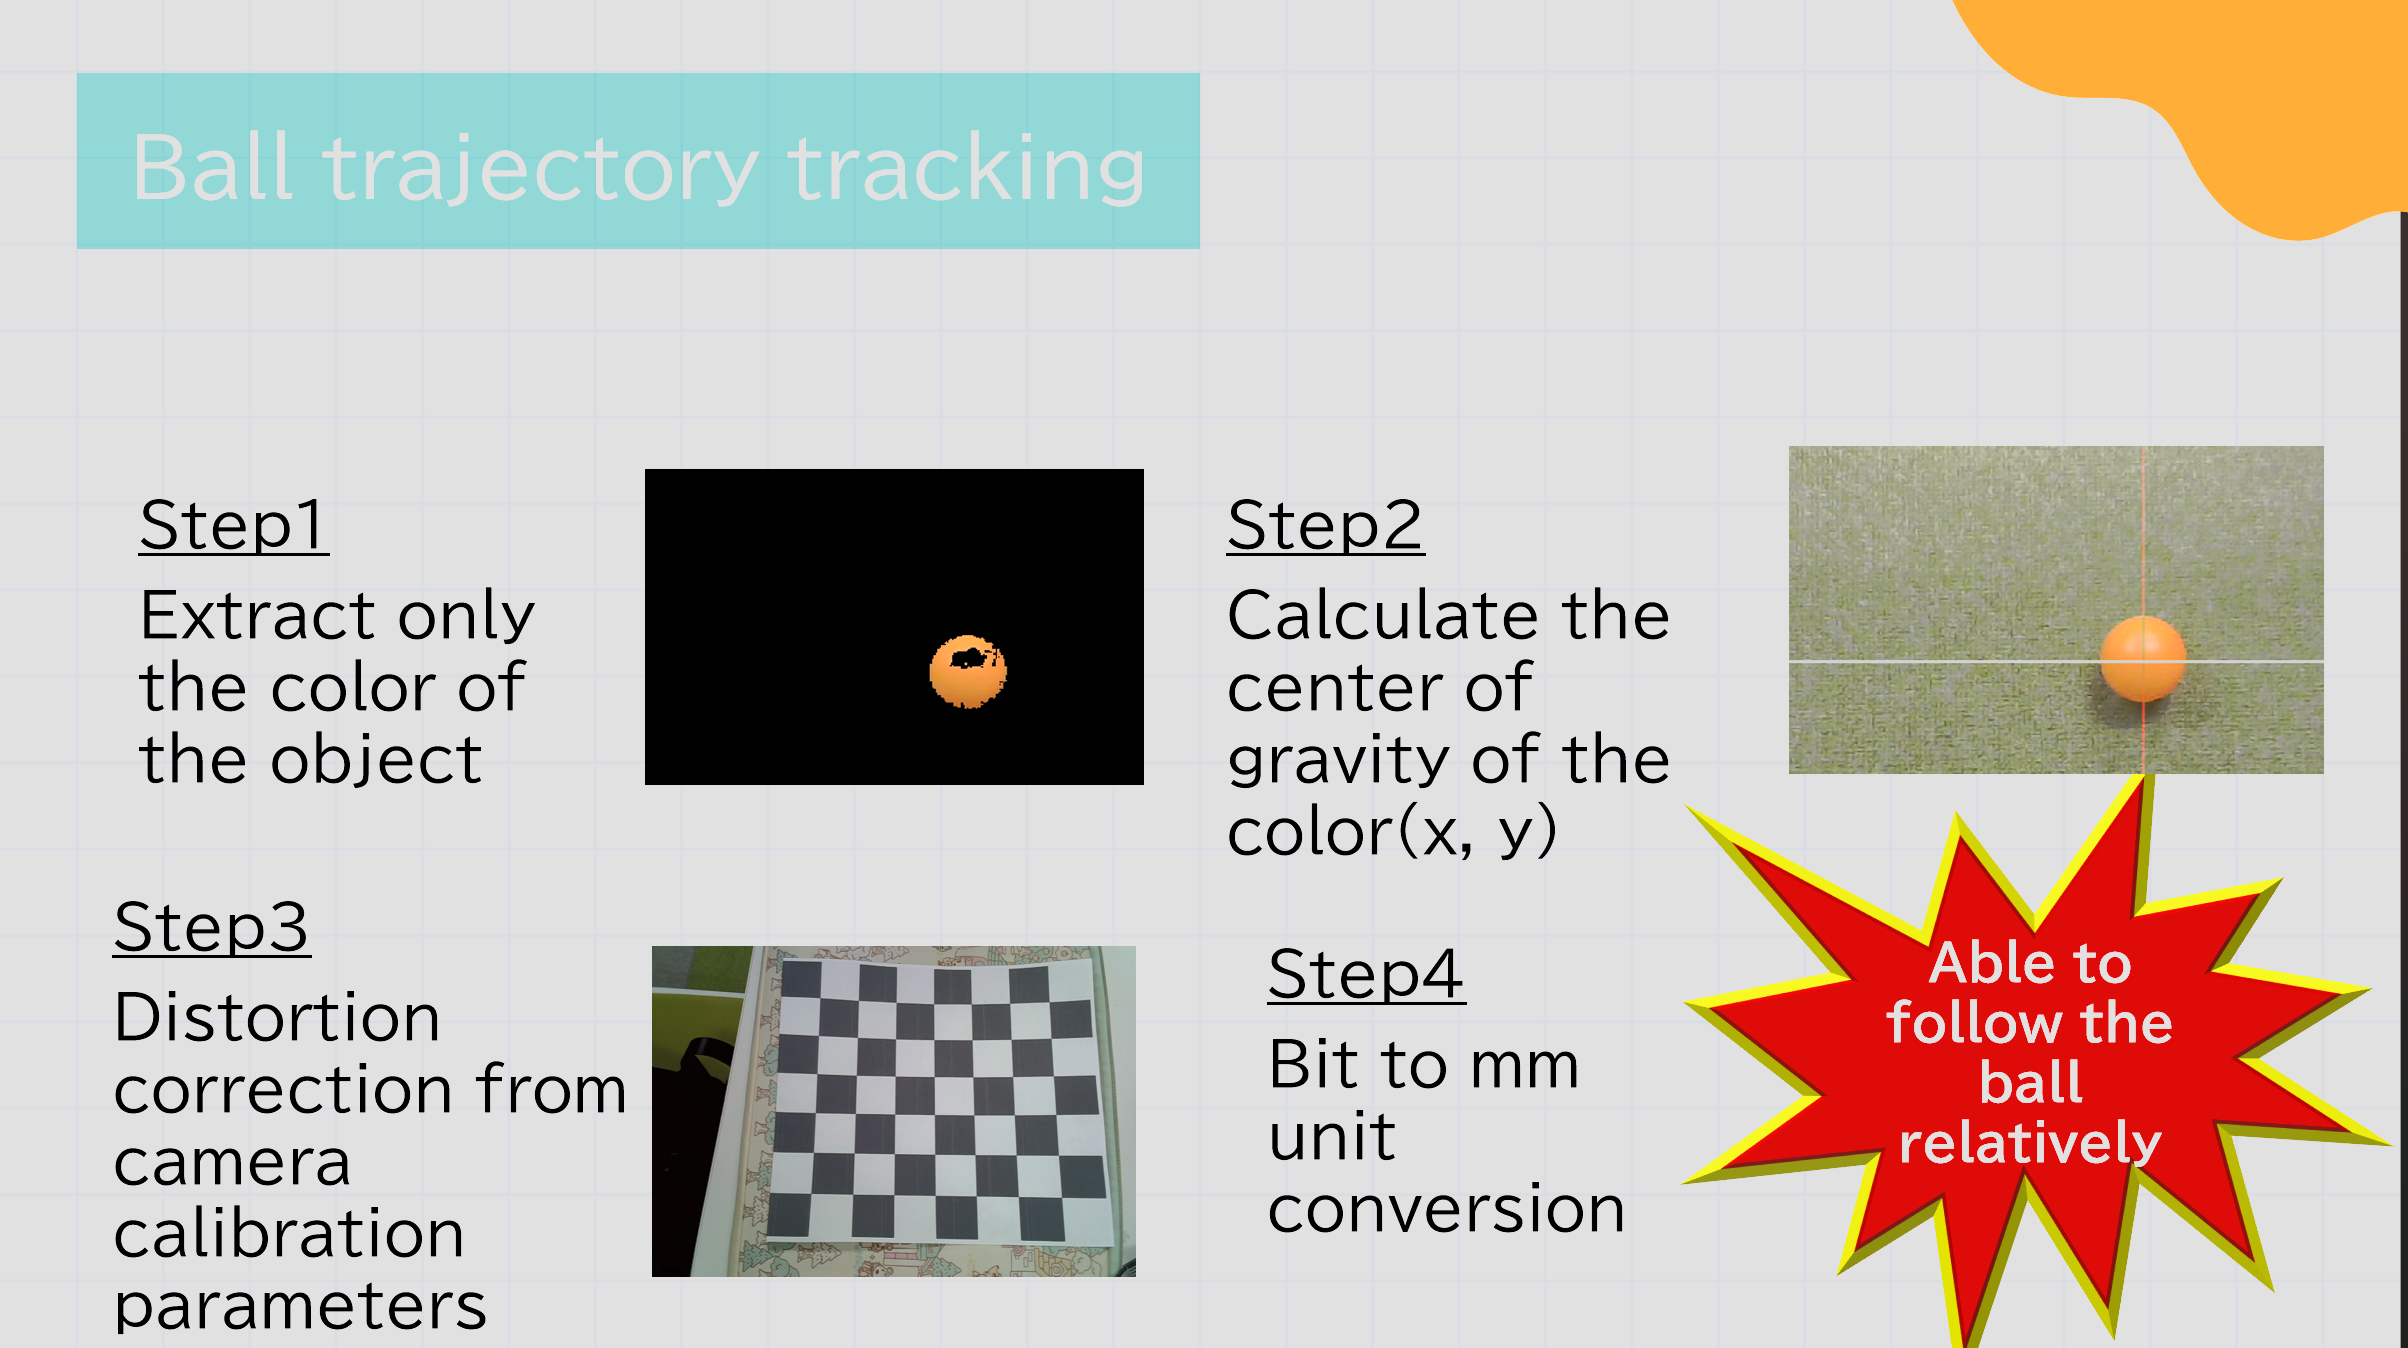 Ball trajectory tracking
Step1
Extract only
the color of
the object
Step2
Calculate the
center of
gravity of the
color(x, y)
Step3
Distortion
correction from
camera
calibration
parameters
Step4
Bit to mm
unit
conversion
Able to
follow the
ball
relatively